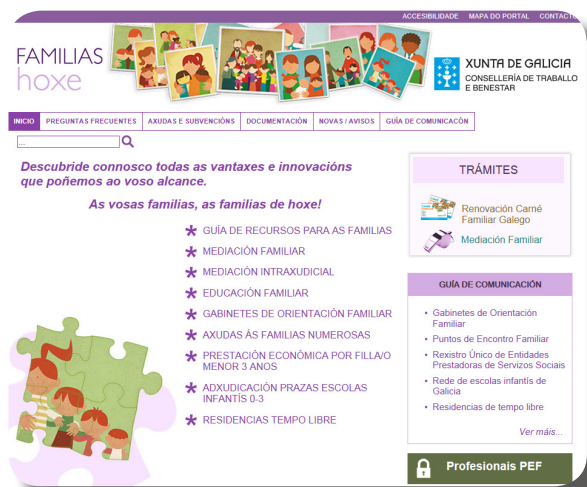 ACCESIBILIDADE MAPA DO PORTAL CONTACTO
FAMILIAS
hoxe
XUNTA DE GALICIA
CONSELLERÍA DE TRABALLO
E BENESTAR
INICIO PREGUNTAS FRECUENTES AXUDAS E SUBVENCIÓNS DOCUMENTACIÓN NOVAS / AVISOS GUÍA DE COMUNICACÓN
...
Descubride connosco todas as vantaxes e innovacións
que poñemos ao voso alcance.
As vosas familias, as familias de hoxe!
GUÍA DE RECURSOS PARA AS FAMILIAS
MEDIACIÓN FAMILIAR
MEDIACIÓN INTRAXUDICIAL
EDUCACIÓN FAMILIAR
GABINETES DE ORIENTACIÓN FAMILIAR
AXUDAS ÁS FAMILIAS NUMEROSAS
PRESTACIÓN ECONÓMICA POR FILLA/O
MENOR 3 ANOS
ADXUDICACIÓN PRAZAS ESCOLAS
INFANTÍS 0-3
RESIDENCIAS TEMPO LIBRE
TRÁMITES
Renovación Carné
Familiar Galego
Mediación Familiar
GUÍA DE COMUNICACIÓN
Gabinetes de Orientación
Familiar
Puntos de Encontro Familiar
Rexistro Único de Entidades
Prestadoras de Servizos Sociais
Rede de escolas infantís de
Galicia
Residencias de tempo libre
Ver máis...
Profesionais PEF